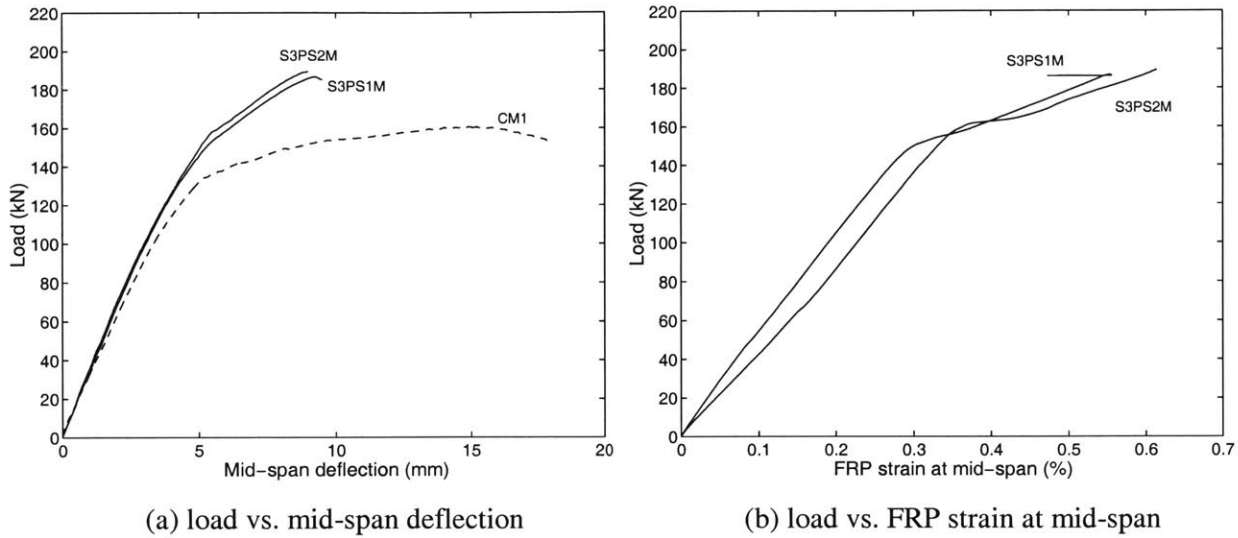 220
200
180
160
140
120
100
80
60
40
20
0
Load (kN)
S3PS2M
S3PS1M
CM1
0 5 10 15 20
Mid-span deflection (mm)
(a) load vs. mid-span deflection
220
200
180
160
140
120
100
80
60
40
20
0
Load (kN)
S3PS1M
S3PS2M
0 0.1 0.2 0.3 0.4 0.5 0.6 0.7
FRP strain at mid-span (%)
(b) load vs. FRP strain at mid-span